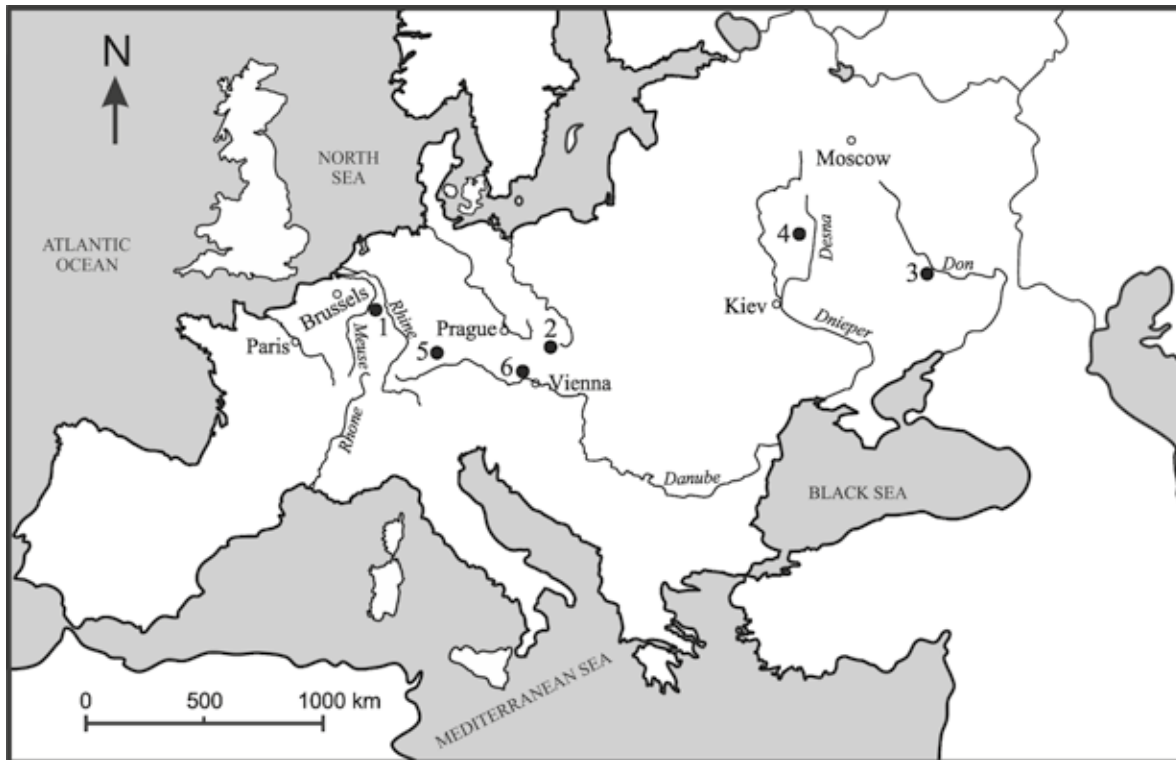 N
NORTH
SEA
Moscow
ATLANTIC
OCEAN
4
Desna
3
Don
Brussels
1
Rhine
Kiev
Dnieper
Paris
Meuse
Prague
2
5
6
Vienna
Rhone
Danube
BLACK SEA
MEDITERRANEAN SEA
0 500 1000 km